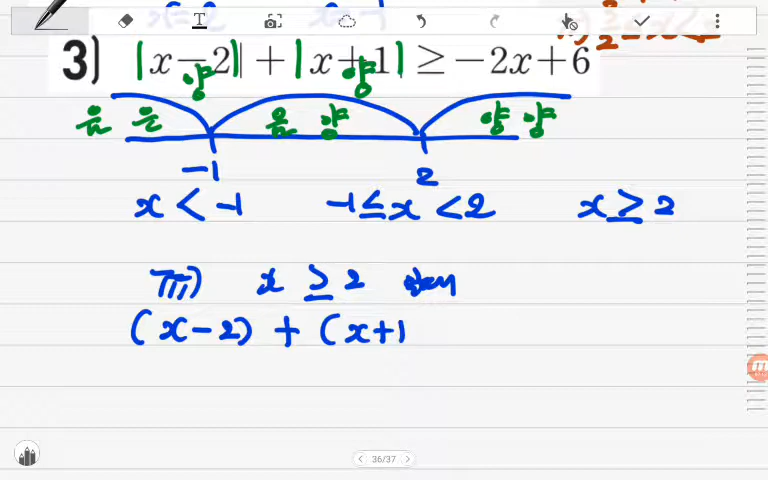 3) |x-2|+|x+1| ≥ -2x+6
양 양
음 음 음 양 양 양
-1 2
x < -1 -1 ≤ x < 2 x ≥ 2
iii) x ≥ 2
(x-2) + (x+1
36/37